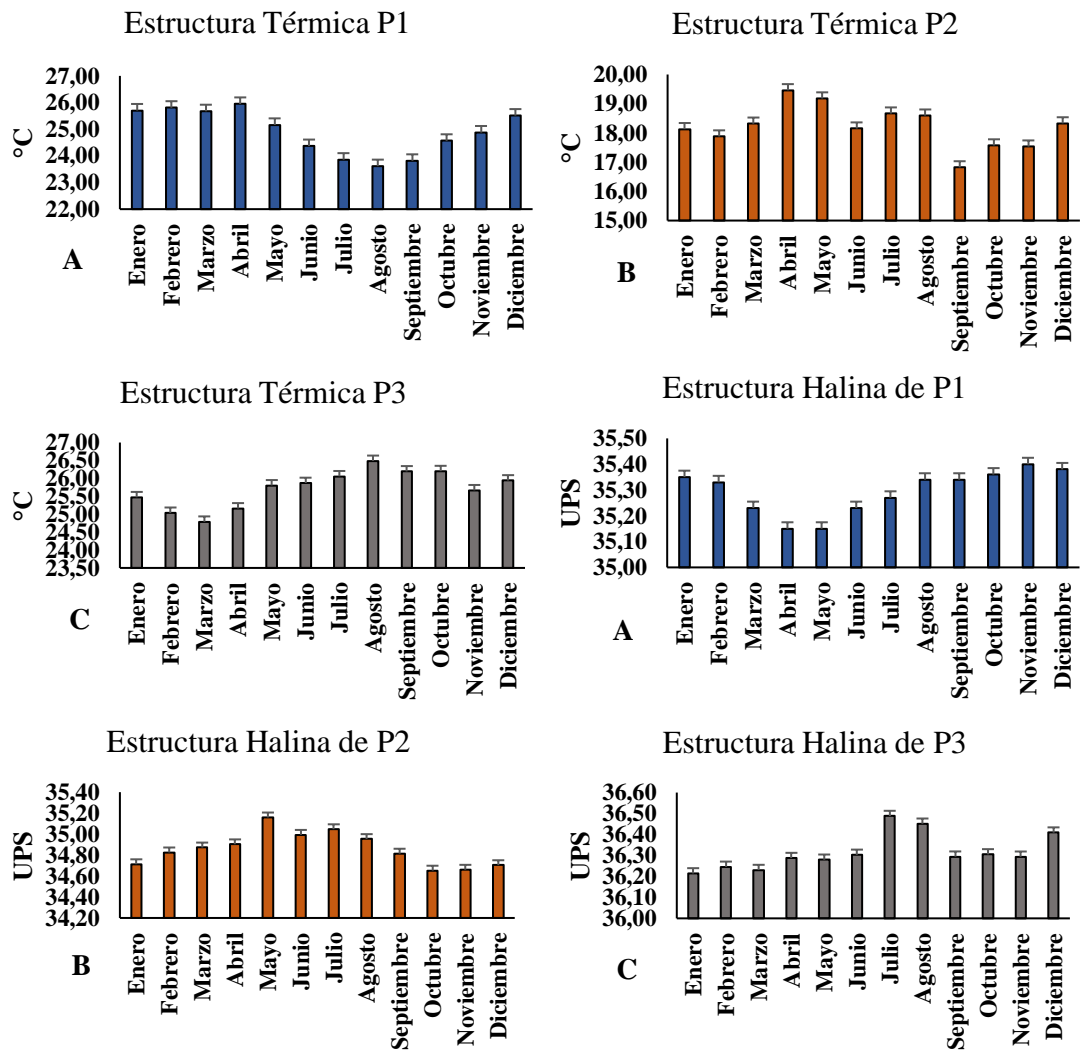 Estructura Térmica P1
27,00
26,00
25,00
24,00
23,00
22,00
°C
Enero
Febrero
Marzo
Abril
Mayo
Junio
Julio
Agosto
Septiembre
Octubre
Noviembre
Diciembre
A
Estructura Térmica P2
20,00
19,00
18,00
17,00
16,00
15,00
°C
Enero
Febrero
Marzo
Abril
Mayo
Junio
Julio
Agosto
Septiembre
Octubre
Noviembre
Diciembre
B
Estructura Térmica P3
27,00
26,50
26,00
25,50
25,00
24,50
24,00
23,50
°C
Enero
Febrero
Marzo
Abril
Mayo
Junio
Julio
Agosto
Septiembre
Octubre
Noviembre
Diciembre
C
Estructura Halina de P1
35,50
35,40
35,30
35,20
35,10
35,00
UPS
Enero
Febrero
Marzo
Abril
Mayo
Junio
Julio
Agosto
Septiembre
Octubre
Noviembre
Diciembre
A
Estructura Halina de P2
35,40
35,20
35,00
34,80
34,60
34,40
34,20
UPS
Enero
Febrero
Marzo
Abril
Mayo
Junio
Julio
Agosto
Septiembre
Octubre
Noviembre
Diciembre
B
Estructura Halina de P3
36,60
36,50
36,40
36,30
36,20
36,10
36,00
UPS
Enero
Febrero
Marzo
Abril
Mayo
Junio
Julio
Agosto
Septiembre
Octubre
Noviembre
Diciembre
C